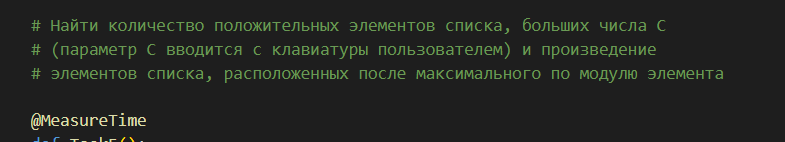 # Найти количество положительных элементов списка, больших числа C
# (параметр C вводится с клавиатуры пользователем) и произведение
# элементов списка, расположенных после максимального по модулю элемента
@MeasureTime